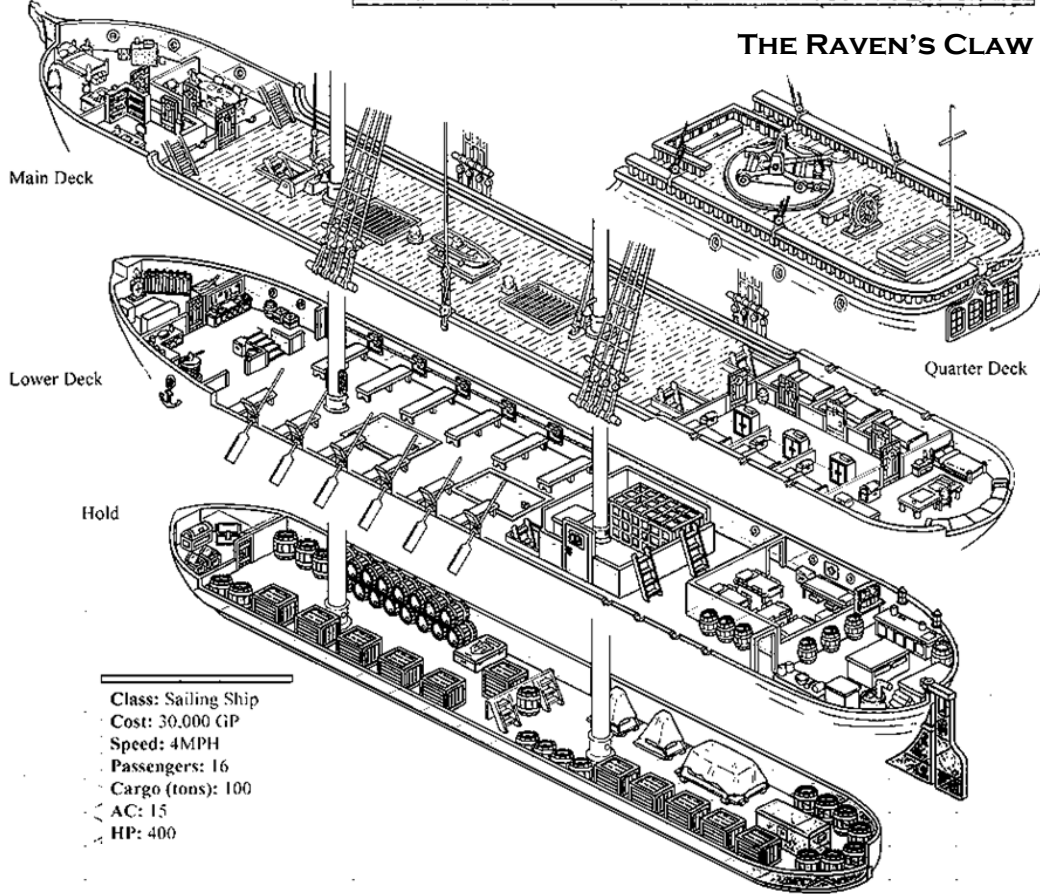 THE RAVEN'S CLAW
Main Deck
Quarter Deck
Lower Deck
Hold
Class: Sailing Ship
Cost: 30.000 GP
Speed: 4MPH
Passengers: 16
Cargo (tons): 100
AC: 15
HP: 400